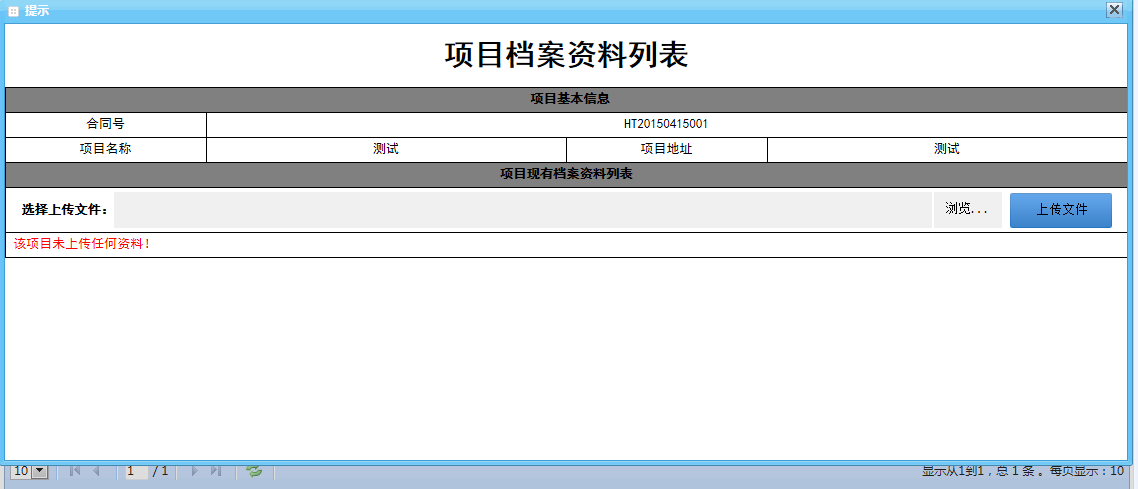 提示
项目档案资料列表
项目基本信息
合同号 HT20150415001
项目名称 测试 项目地址 测试
项目现有档案资料列表
选择上传文件： 浏览... 上传文件
该项目未上传任何资料！
10 1 / 1 显示从1到1，总 1 条 。每页显示：10